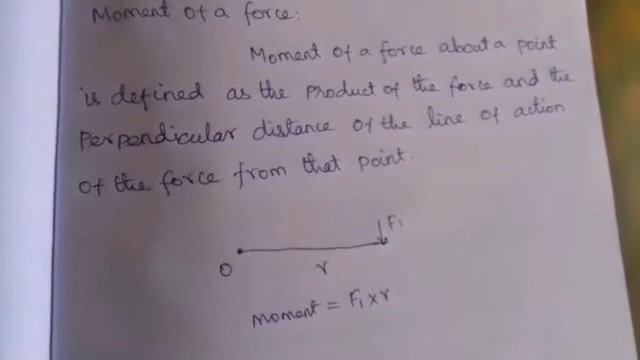 Moment of a force:
Moment of a force about a point
is defined as the product of the force and the
perpendicular distance of the line of action
of the force from that point.
F₁
O
r
Moment = F₁ × r